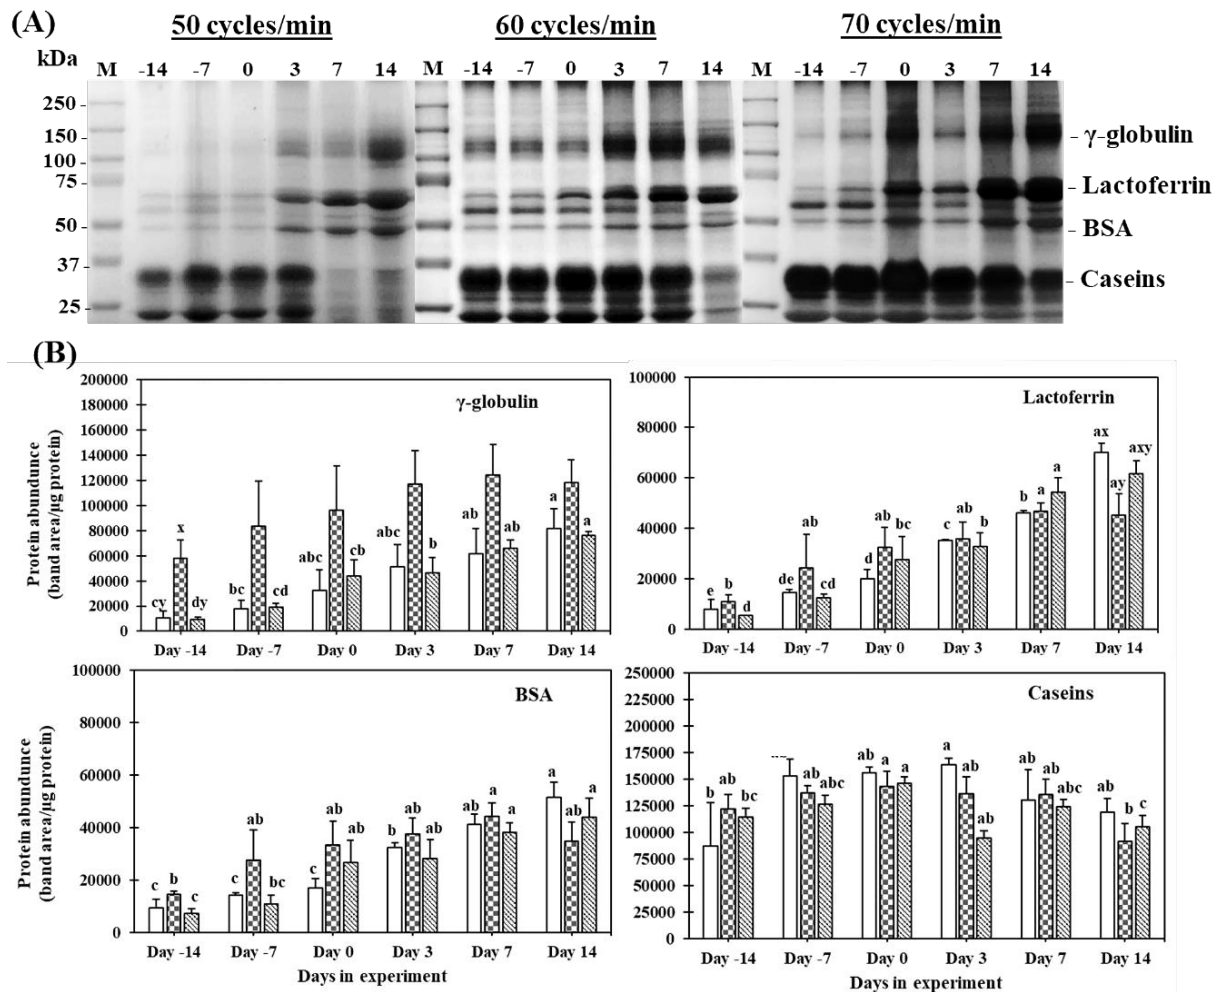 (A)
50 cycles/min 60 cycles/min 70 cycles/min
kDa M -14 -7 0 3 7 14 M -14 -7 0 3 7 14 M -14 -7 0 3 7 14
250
150
100
75
50
37
25
γ-globulin
Lactoferrin
BSA
Caseins
(B)
γ-globulin
Protein abundunce
(band area/µg protein)
200000
180000
160000
140000
120000
100000
80000
60000
40000
20000
0
cy x dy bc cd abc cb abc b ab ab a a
Day -14 Day -7 Day 0 Day 3 Day 7 Day 14
Lactoferrin
100000
80000
60000
40000
20000
0
e b d de ab cd d ab bc c ab b b a a ax ay axy
Day -14 Day -7 Day 0 Day 3 Day 7 Day 14
BSA
Protein abundunce
(band area/µg protein)
100000
80000
60000
40000
20000
0
c b c c ab bc c ab ab b ab ab ab a a a ab a
Day -14 Day -7 Day 0 Day 3 Day 7 Day 14
Days in experiment
Caseins
250000
225000
200000
175000
150000
125000
100000
75000
50000
25000
0
b ab bc ab abc a a a a ab ab ab ab abc ab b c
Day -14 Day -7 Day 0 Day 3 Day 7 Day 14
Days in experiment